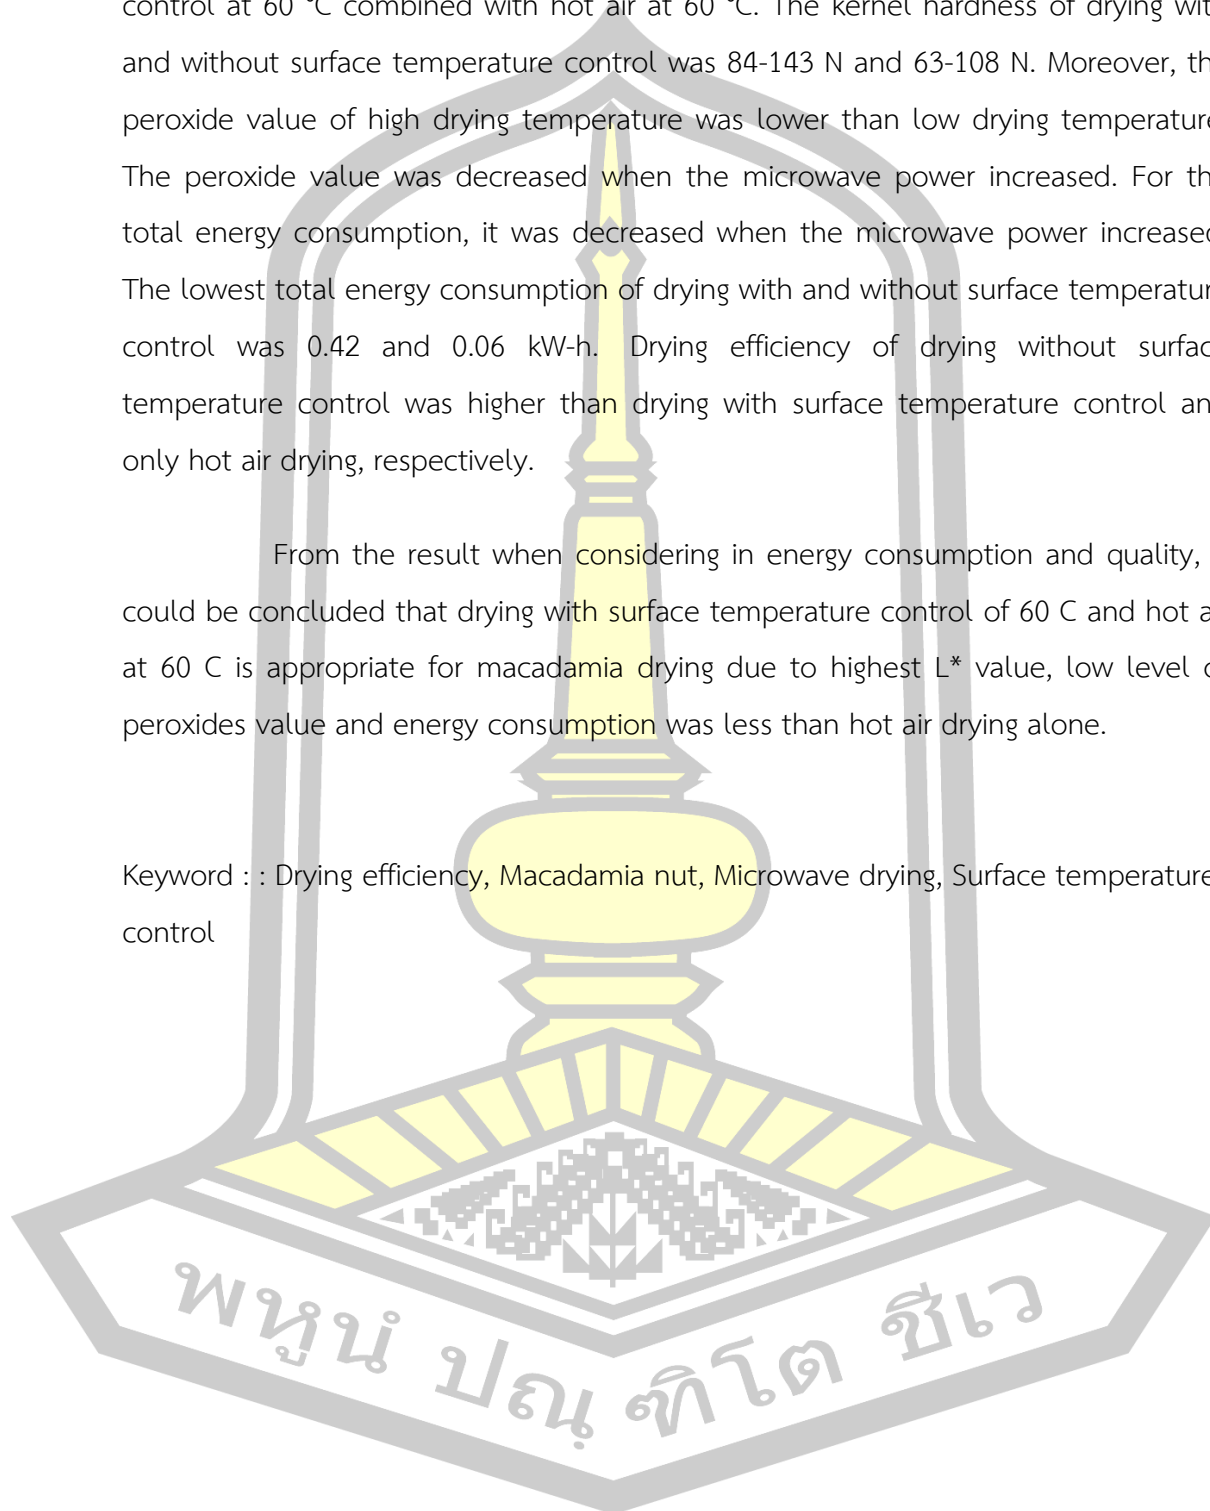 control at 60 °C combined with hot air at 60 °C. The kernel hardness of drying wit
and without surface temperature control was 84-143 N and 63-108 N. Moreover, th
peroxide value of high drying temperature was lower than low drying temperature
The peroxide value was decreased when the microwave power increased. For th
total energy consumption, it was decreased when the microwave power increased
The lowest total energy consumption of drying with and without surface temperatur
control was 0.42 and 0.06 kW-h. Drying efficiency of drying without surfac
temperature control was higher than drying with surface temperature control an
only hot air drying, respectively.
From the result when considering in energy consumption and quality,
could be concluded that drying with surface temperature control of 60 C and hot a
at 60 C is appropriate for macadamia drying due to highest L* value, low level o
peroxides value and energy consumption was less than hot air drying alone.
Keyword : : Drying efficiency, Macadamia nut, Microwave drying, Surface temperature
control
พหูนํ ปณฺฑิโต ชีเว